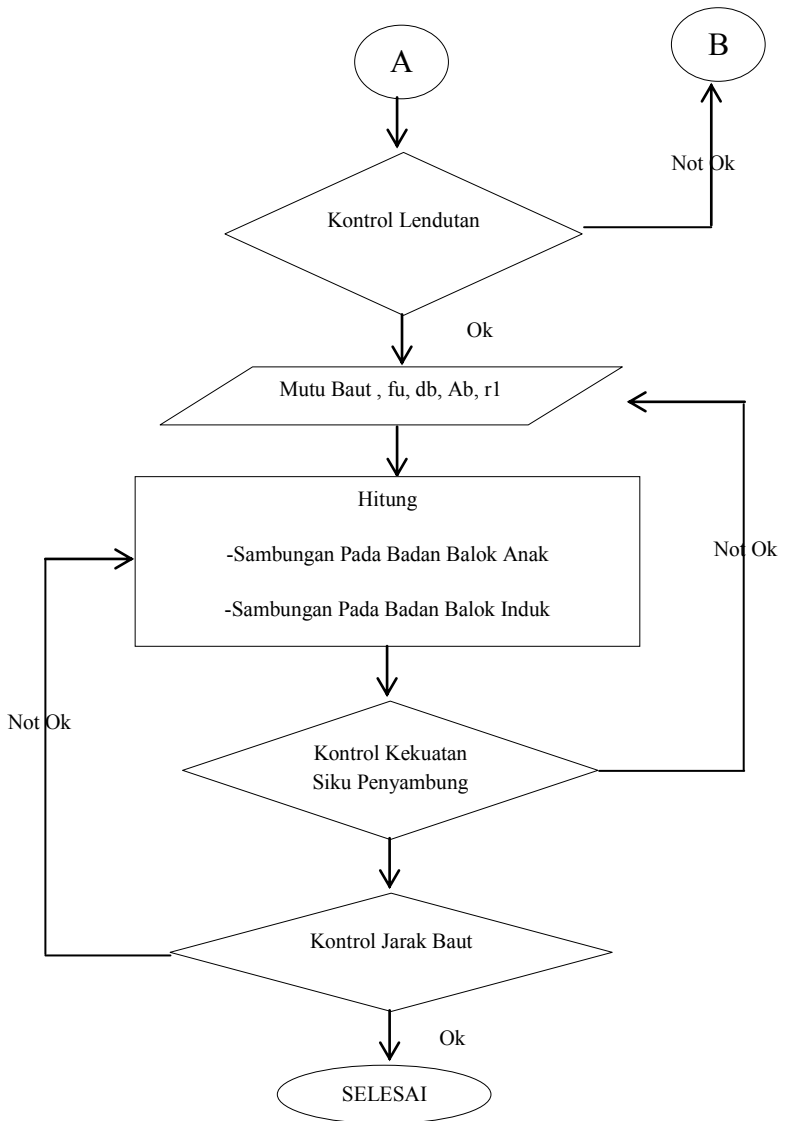 A
B
Not Ok
Kontrol Lendutan
Ok
Mutu Baut , fu, db, Ab, r1
Hitung
-Sambungan Pada Badan Balok Anak
Not Ok
-Sambungan Pada Badan Balok Induk
Not Ok
Kontrol Kekuatan
Siku Penyambung
Kontrol Jarak Baut
Ok
SELESAI